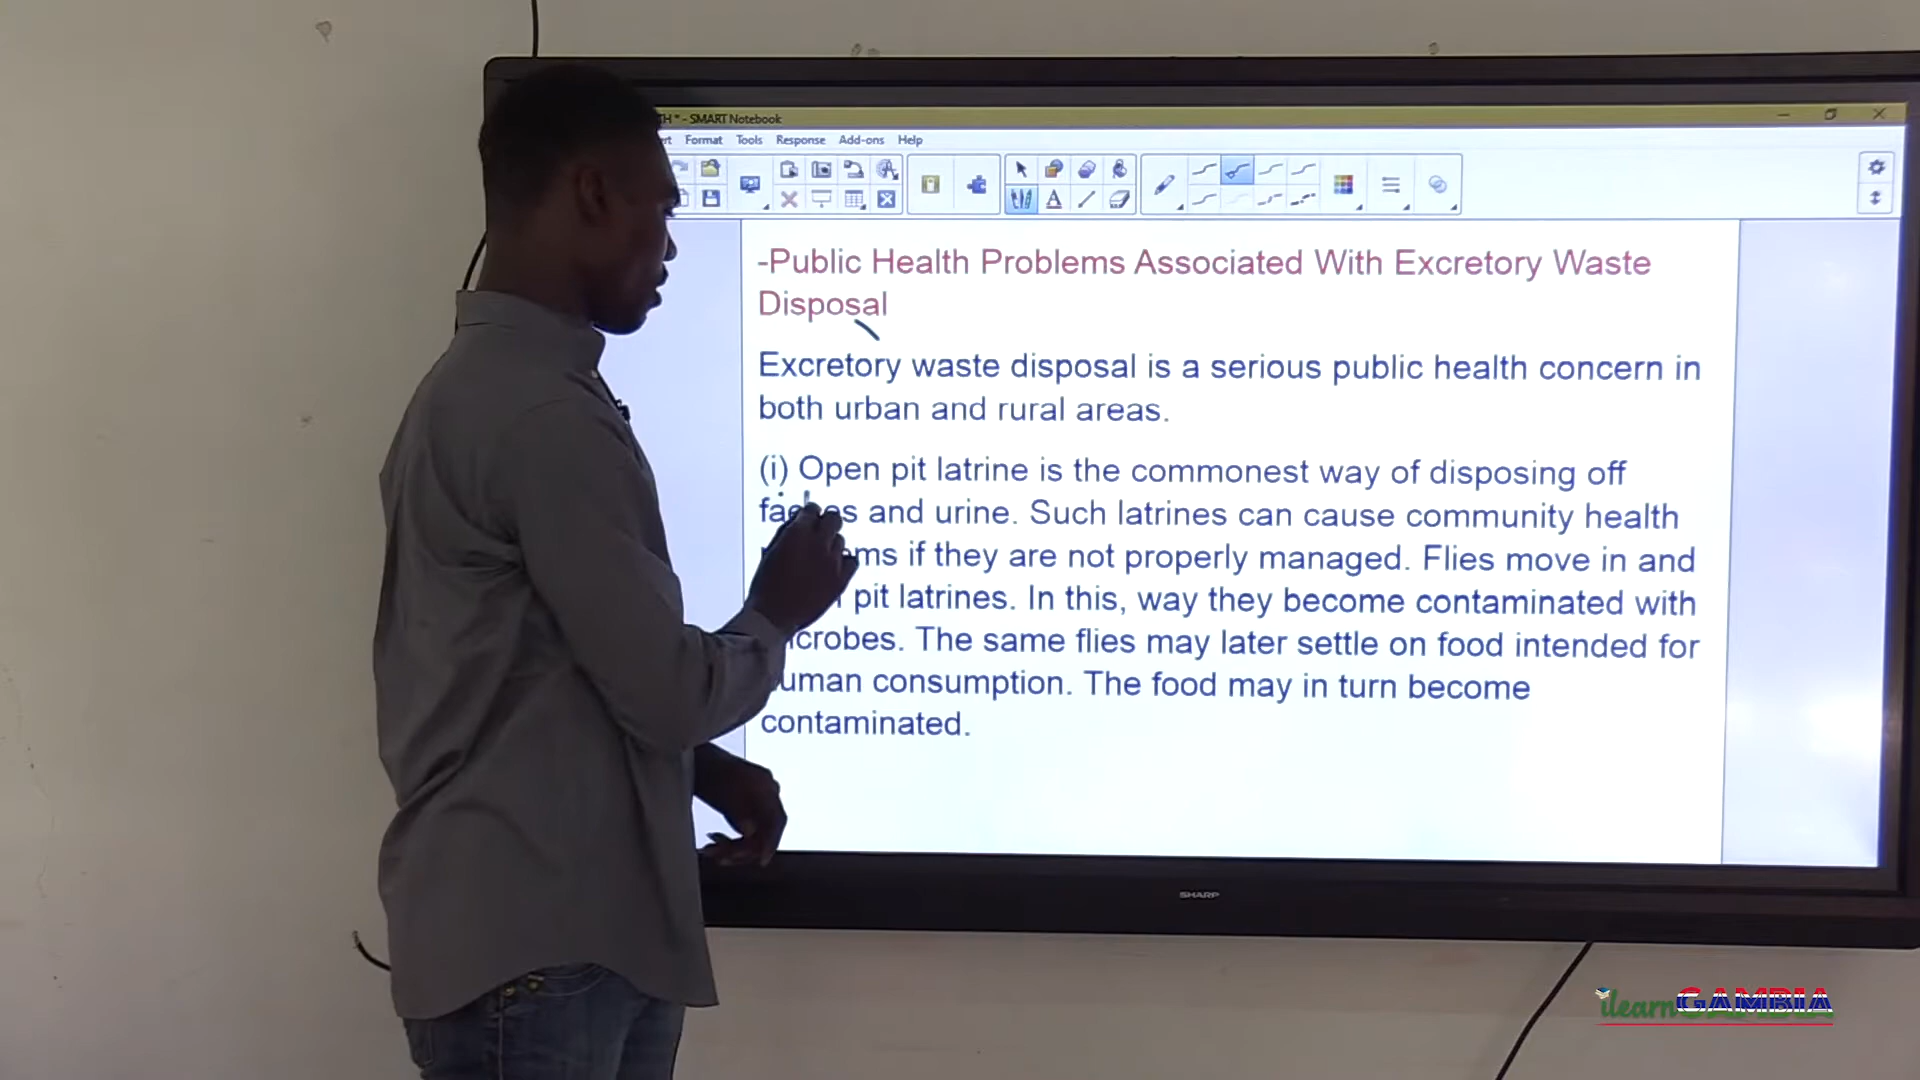 TH * - SMART Notebook
Format Tools Response Add-ons Help
-Public Health Problems Associated With Excretory Waste
Disposal
Excretory waste disposal is a serious public health concern in
both urban and rural areas.
(i) Open pit latrine is the commonest way of disposing off
and urine. Such latrines can cause community health
if they are not properly managed. Flies move in and
pit latrines. In this, way they become contaminated with
The same flies may later settle on food intended for
consumption. The food may in turn become
contaminated.
SHARP
ilearnGAMBIA